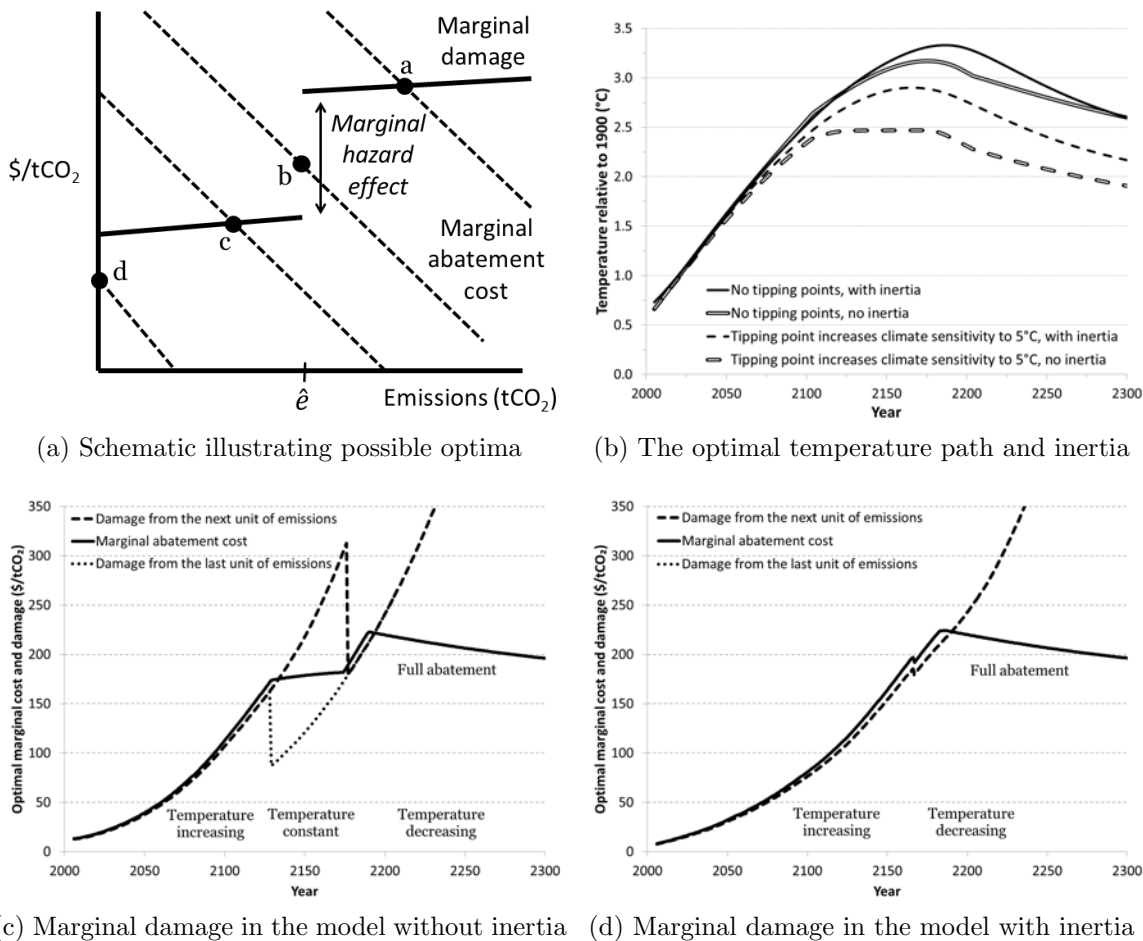 Marginal
damage
a
$/tCO₂
Marginal
hazard
effect
b
c
Marginal
abatement
cost
d
ê
Emissions (tCO₂)
(a) Schematic illustrating possible optima
Temperature relative to 1900 (°C)
3.5
3.0
2.5
2.0
1.5
1.0
0.5
0.0
No tipping points, with inertia
No tipping points, no inertia
Tipping point increases climate sensitivity to 5°C, with inertia
Tipping point increases climate sensitivity to 5°C, no inertia
2000 2050 2100 2150 2200 2250 2300
Year
(b) The optimal temperature path and inertia
Optimal marginal cost and damage ($/tCO₂)
350
300
250
200
150
100
50
0
Damage from the next unit of emissions
Marginal abatement cost
Damage from the last unit of emissions
Full abatement
Temperature
increasing
Temperature
constant
Temperature
decreasing
2000 2050 2100 2150 2200 2250 2300
Year
c) Marginal damage in the model without inertia
Optimal marginal cost and damage ($/tCO₂)
350
300
250
200
150
100
50
0
Damage from the next unit of emissions
Marginal abatement cost
Damage from the last unit of emissions
Full abatement
Temperature
increasing
Temperature
decreasing
2000 2050 2100 2150 2200 2250 2300
Year
(d) Marginal damage in the model with inertia